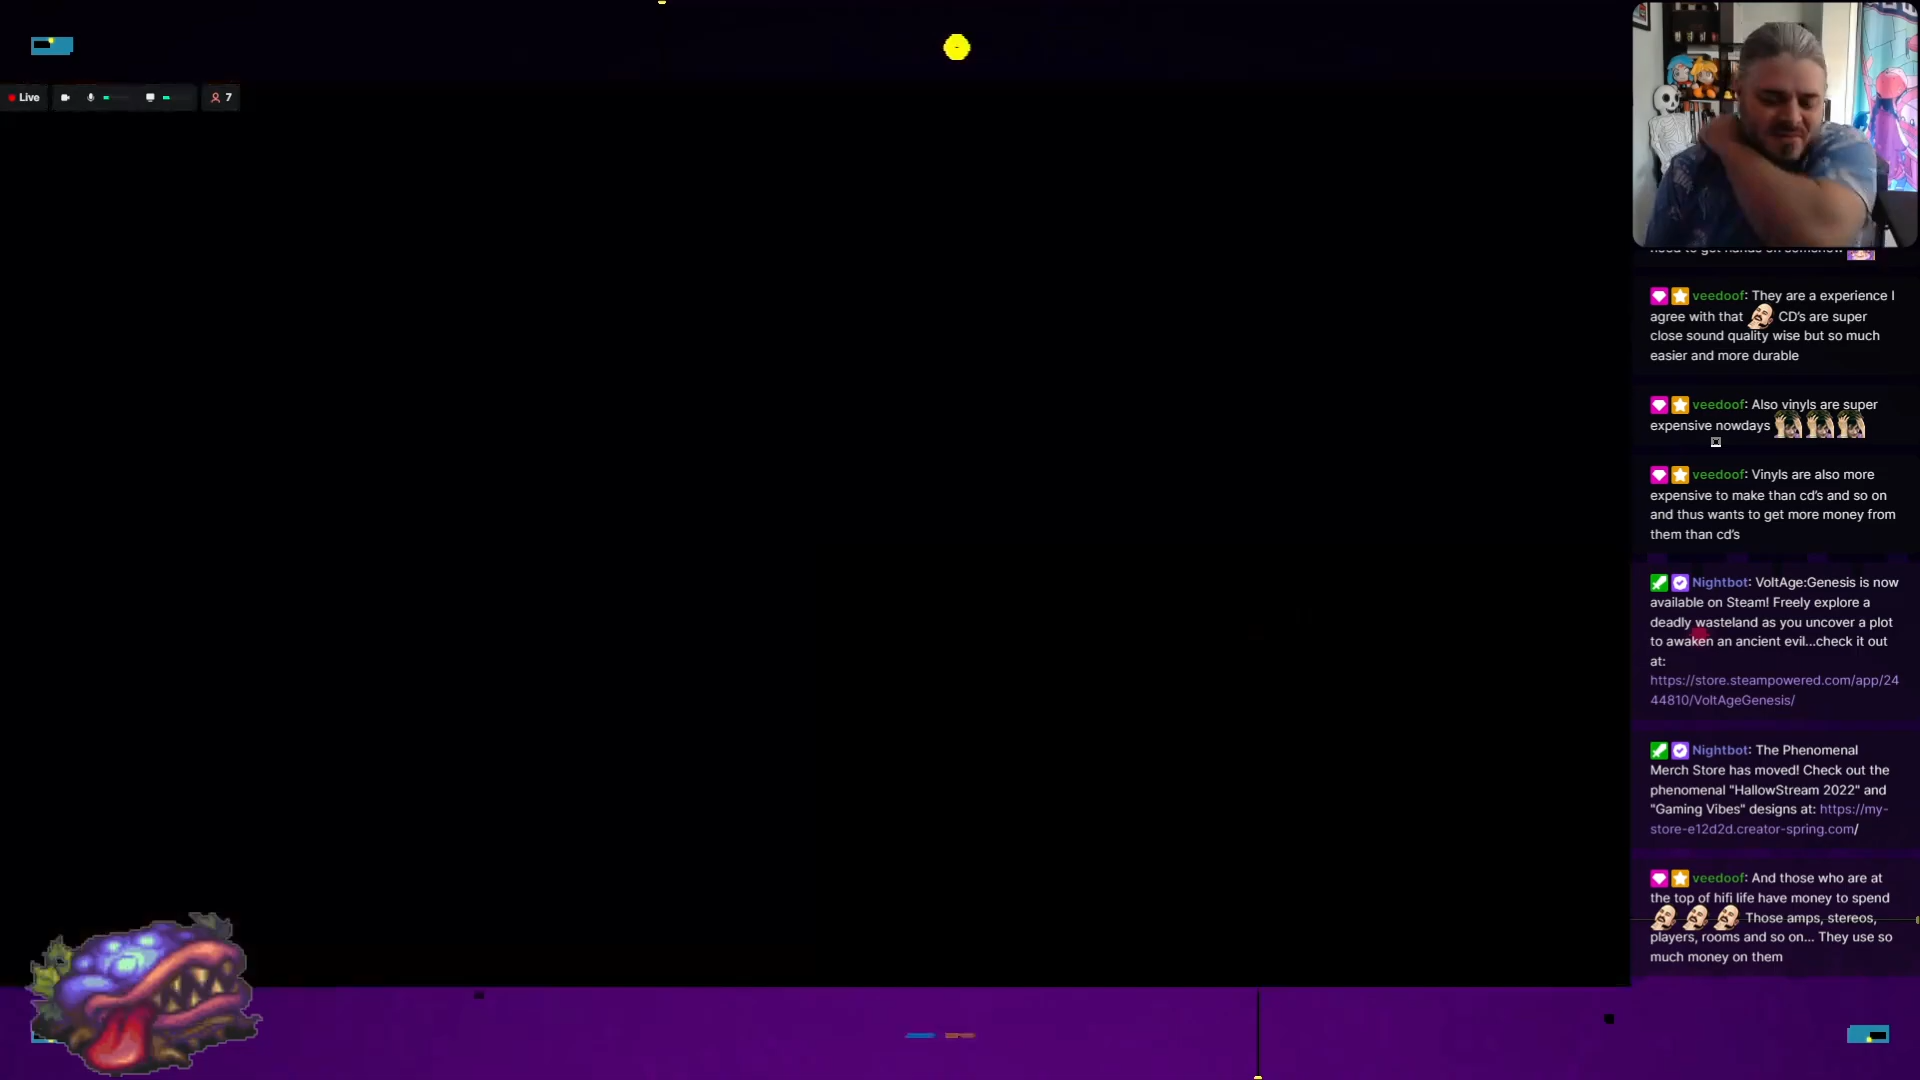 Live
7
need to get hands on somehow
veedoof: They are a experience I
agree with that CD's are super
close sound quality wise but so much
easier and more durable
veedoof: Also vinyls are super
expensive nowdays
veedoof: Vinyls are also more
expensive to make than cd's and so on
and thus wants to get more money from
them than cd's
Nightbot: VoltAge:Genesis is now
available on Steam! Freely explore a
deadly wasteland as you uncover a plot
to awaken an ancient evil...check it out
at:
https://store.steampowered.com/app/24
44810/VoltAgeGenesis/
Nightbot: The Phenomenal
Merch Store has moved! Check out the
phenomenal "HallowStream 2022" and
"Gaming Vibes" designs at: https://my-
store-e12d2d.creator-spring.com/
veedoof: And those who are at
the top of hifi life have money to spend
Those amps, stereos,
players, rooms and so on... They use so
much money on them